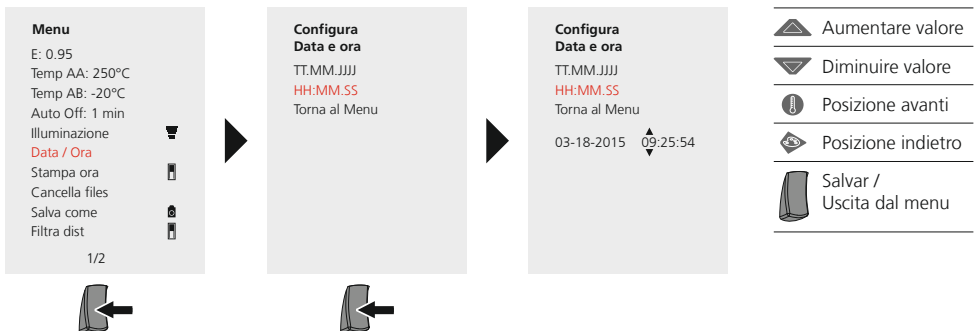 Menu
E: 0.95
Temp AA: 250°C
Temp AB: -20°C
Auto Off: 1 min
Illuminazione
Data / Ora
Stampa ora
Cancella files
Salva come
Filtra dist
1/2
Configura
Data e ora
TT.MM.JJJJ
HH:MM.SS
Torna al Menu
Configura
Data e ora
TT.MM.JJJJ
HH:MM.SS
Torna al Menu
03-18-2015 09:25:54
Aumentare valore
Diminuire valore
Posizione avanti
Posizione indietro
Salvar /
Uscita dal menu